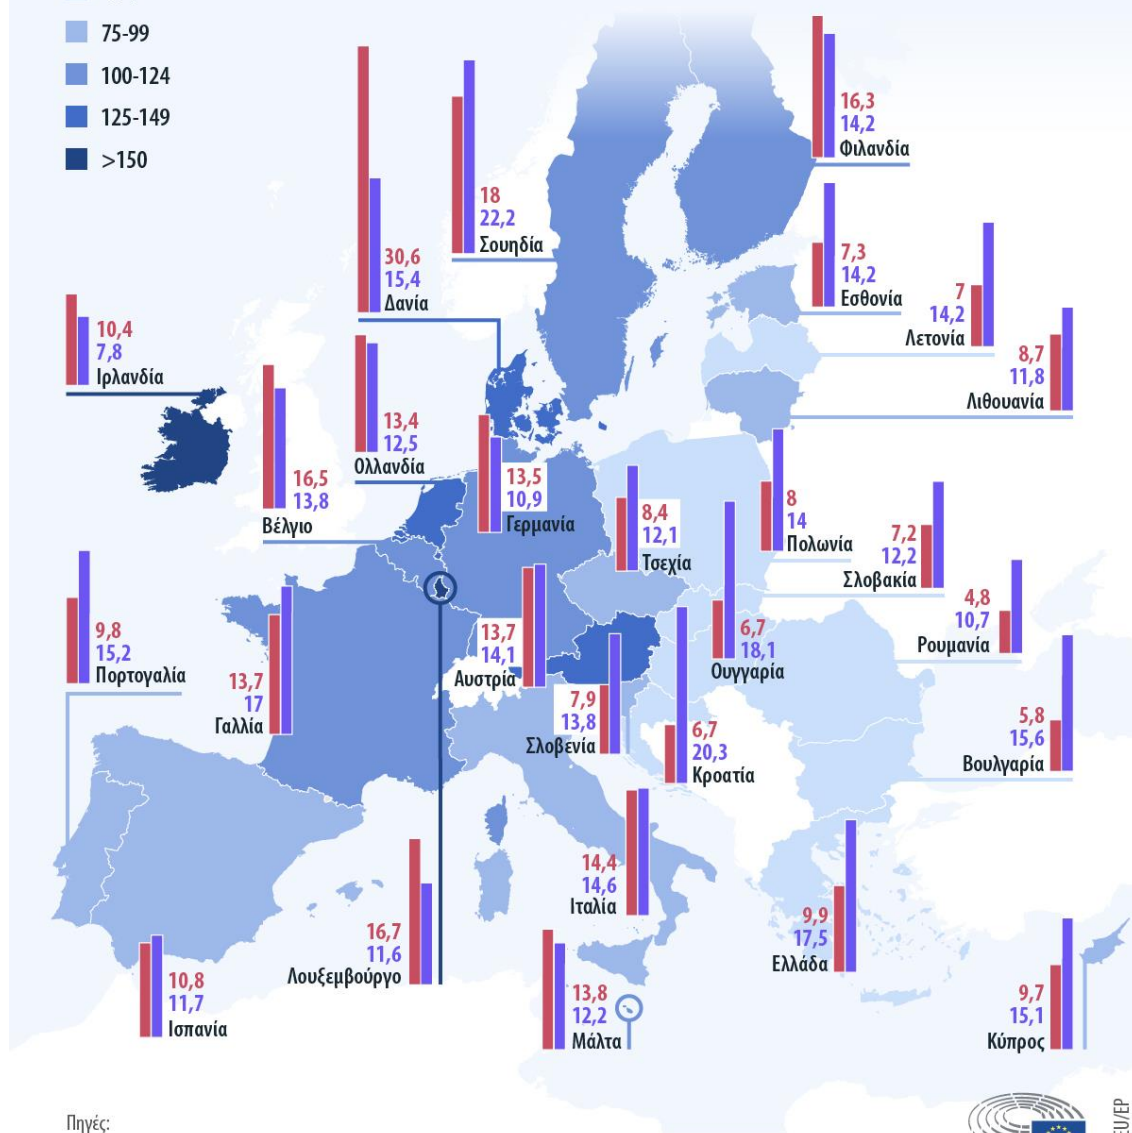 75-99
100-124
125-149
>150
16,3
14,2
Φιλανδία
18
22,2
Σουηδία
30,6
15,4
Δανία
7,3
14,2
Εσθονία
7
14,2
Λετονία
10,4
7,8
Ιρλανδία
8,7
11,8
Λιθουανία
13,4
12,5
Ολλανδία
16,5
13,8
Βέλγιο
13,5
10,9
Γερμανία
8,4
12,1
Τσεχία
8
14
Πολωνία
7,2
12,2
Σλοβακία
4,8
10,7
Ρουμανία
9,8
15,2
Πορτογαλία
13,7
17
Γαλλία
13,7
14,1
Αυστρία
6,7
18,1
Ουγγαρία
7,9
13,8
Σλοβενία
6,7
20,3
Κροατία
5,8
15,6
Βουλγαρία
14,4
14,6
Ιταλία
9,9
17,5
Ελλάδα
16,7
11,6
Λουξεμβούργο
10,8
11,7
Ισπανία
13,8
12,2
Μάλτα
9,7
15,1
Κύπρος
Πηγές:
EU/EP